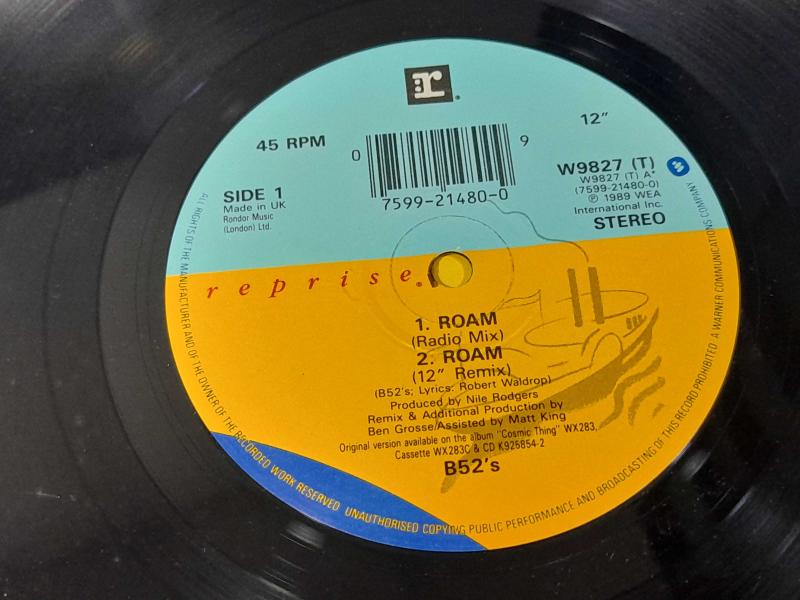 r
45 RPM
12"
0
9
7599-21480-0
SIDE 1
Made in UK
Rondor Music
(London) Ltd.
W9827 (T)
W9827 (T) A*
(7599-21480-0)
℗ 1989 WEA
International Inc.
STEREO
reprise.
1. ROAM
(Radio Mix)
2. ROAM
(12" Remix)
(B52's; Lyrics: Robert Waldrop)
Produced by Nile Rodgers
Remix & Additional Production by
Ben Grosse/Assisted by Matt King
Original version available on the album "Cosmic Thing" WX283,
Cassette WX283C & CD K925854-2
B52's
ALL RIGHTS OF THE MANUFACTURER AND OF THE OWNER OF THE RECORDED WORK RESERVED UNAUTHORISED COPYING PUBLIC PERFORMANCE AND BROADCASTING OF THIS RECORD PROHIBITED A WARNER COMMUNICATIONS COMPANY